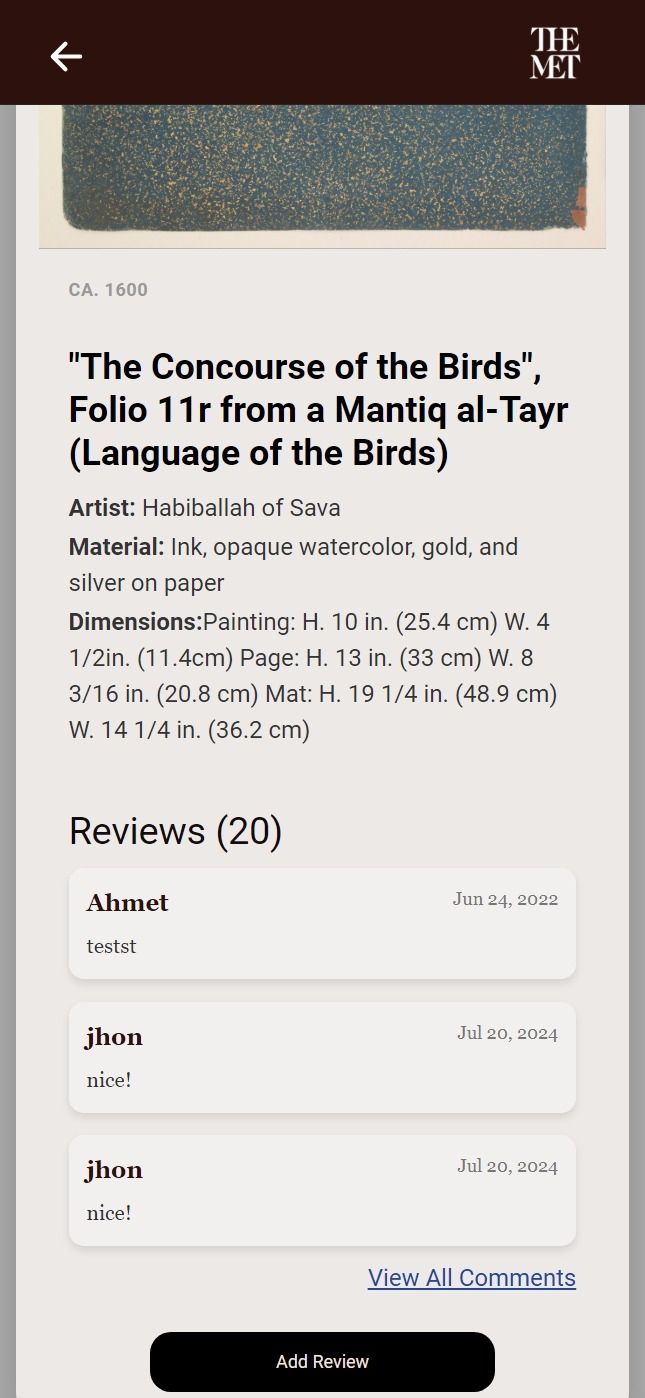 THE
MET
CA. 1600
"The Concourse of the Birds",
Folio 11r from a Mantiq al-Tayr
(Language of the Birds)
Artist: Habiballah of Sava
Material: Ink, opaque watercolor, gold, and
silver on paper
Dimensions:Painting: H. 10 in. (25.4 cm) W. 4
1/2in. (11.4cm) Page: H. 13 in. (33 cm) W. 8
3/16 in. (20.8 cm) Mat: H. 19 1/4 in. (48.9 cm)
W. 14 1/4 in. (36.2 cm)
Reviews (20)
Ahmet Jun 24, 2022
testst
jhon Jul 20, 2024
nice!
jhon Jul 20, 2024
nice!
View All Comments
Add Review